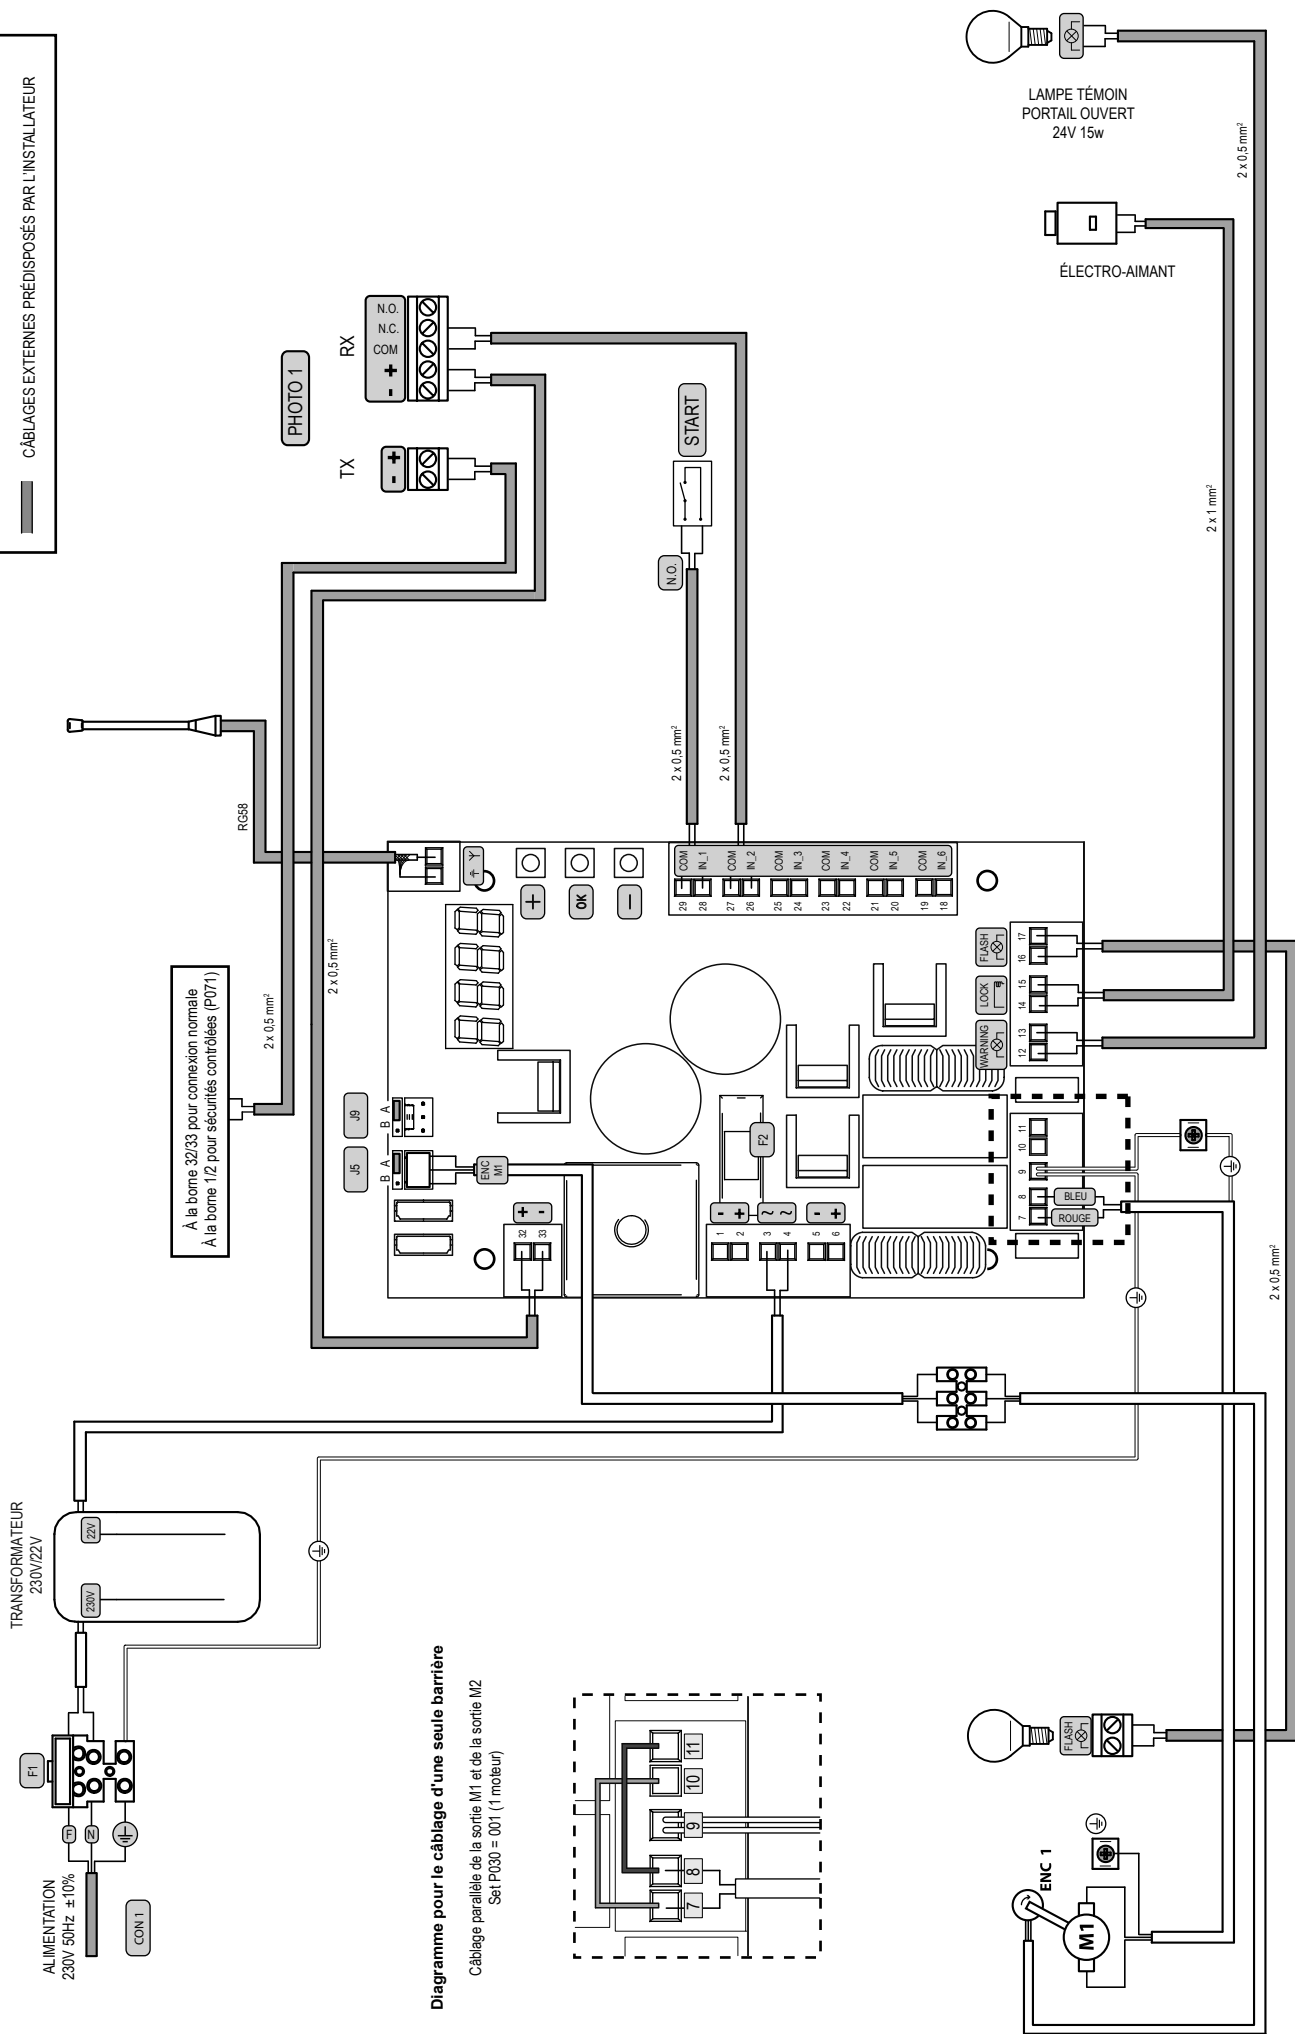 CÂBLAGES EXTERNES PRÉDISPOSÉS PAR L'INSTALLATEUR
ALIMENTATION
230V 50Hz ±10%
CON 1
F
N
F1
TRANSFORMATEUR
230V/22V
230V
22V
À la borne 32/33 pour connexion normale
À la borne 1/2 pour sécurités contrôlées (P071)
2 x 0,5 mm²
2 x 0,5 mm²
RG58
PHOTO 1
TX
- +
RX
- + COM N.C. N.O.
START
N.O.
2 x 0,5 mm²
2 x 0,5 mm²
J5
B A
J9
B A
ENC
M1
+ -
32 33
+
OK
-
29 COM
28 IN_1
27 COM
26 IN_2
25 COM
24 IN_3
23 COM
22 IN_4
21 COM
20 IN_5
19 COM
18 IN_6
F2
- +
~ ~
- +
1 2 3 4 5 6
ROUGE
BLEU
7 8 9 10 11
WARNING
LOCK
FLASH
12 13 14 15 16 17
LAMPE TÉMOIN
PORTAIL OUVERT
24V 15w
2 x 0,5 mm²
ÉLECTRO-AIMANT
2 x 1 mm²
2 x 0,5 mm²
Diagramme pour le câblage d'une seule barrière
Câblage parallèle de la sortie M1 et de la sortie M2
Set P030 = 001 (1 moteur)
7 8 9 10 11
FLASH
ENC 1
M1